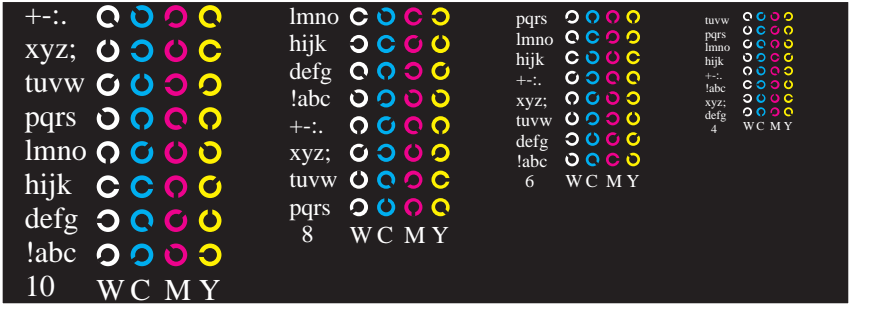 +-:.
xyz;
tuvw
pqrs
lmno
hijk
defg
!abc
10 W C M Y
lmno
hijk
defg
!abc
+-:.
xyz;
tuvw
pqrs
8 W C M Y
pqrs
lmno
hijk
+-:.
xyz;
tuvw
defg
!abc
6 W C M Y
tuvw
pqrs
lmno
hijk
+-:.
!abc
xyz;
defg
4 W C M Y